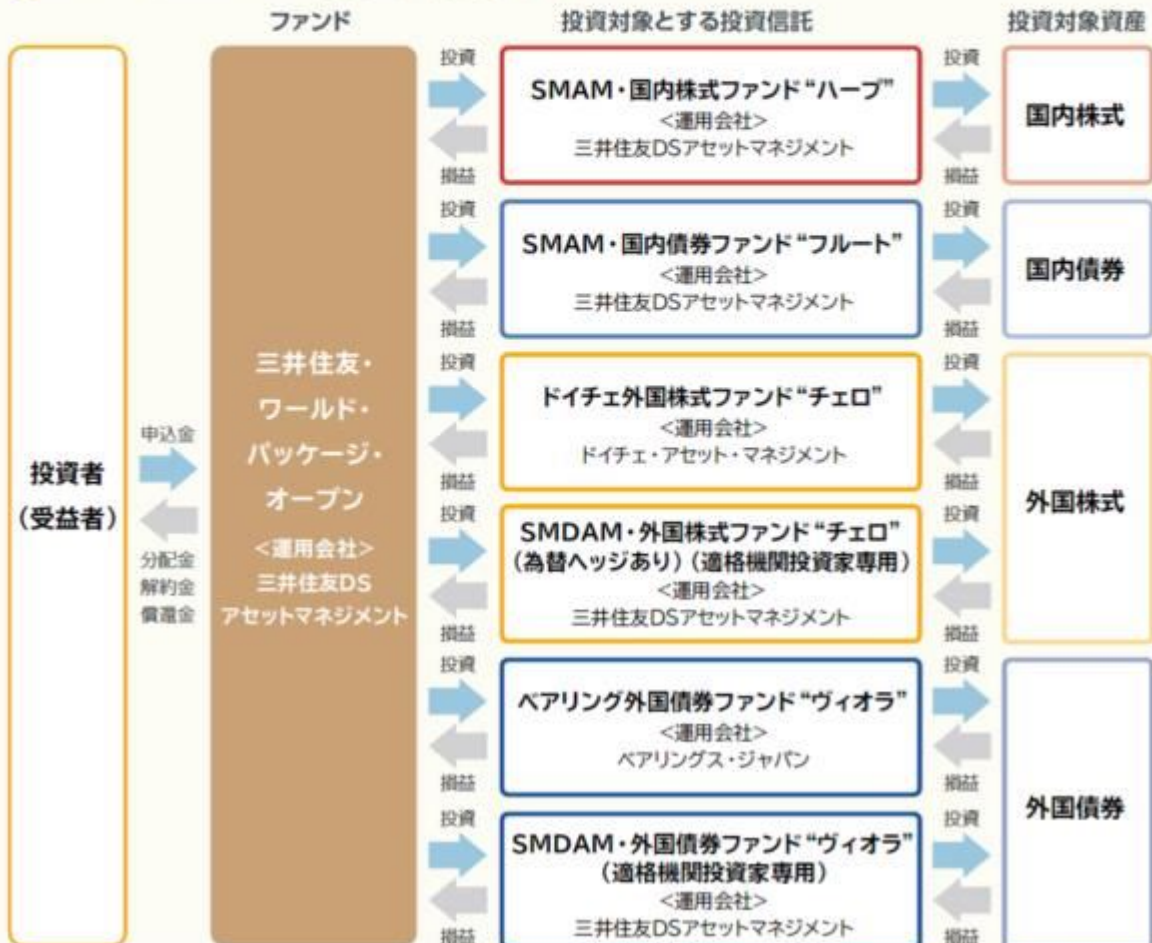 ファンド
投資対象とする投資信託
投資対象資産
投資者
(受益者)
申込金
分配金
解約金
償還金
三井住友・
ワールド・
パッケージ・
オープン
<運用会社>
三井住友DS
アセットマネジメント
投資
損益
SMAM・国内株式ファンド“ハープ”
<運用会社>
三井住友DSアセットマネジメント
投資
損益
国内株式
投資
損益
SMAM・国内債券ファンド“フルート”
<運用会社>
三井住友DSアセットマネジメント
投資
損益
国内債券
投資
損益
ドイチェ外国株式ファンド“チェロ”
<運用会社>
ドイチェ・アセット・マネジメント
投資
損益
外国株式
投資
損益
SMDAM・外国株式ファンド“チェロ”
(為替ヘッジあり)(適格機関投資家専用)
<運用会社>
三井住友DSアセットマネジメント
投資
損益
投資
損益
ベアリング外国債券ファンド“ヴィオラ”
<運用会社>
ベアリングス・ジャパン
投資
損益
外国債券
投資
損益
SMDAM・外国債券ファンド“ヴィオラ”
(適格機関投資家専用)
<運用会社>
三井住友DSアセットマネジメント
投資
損益